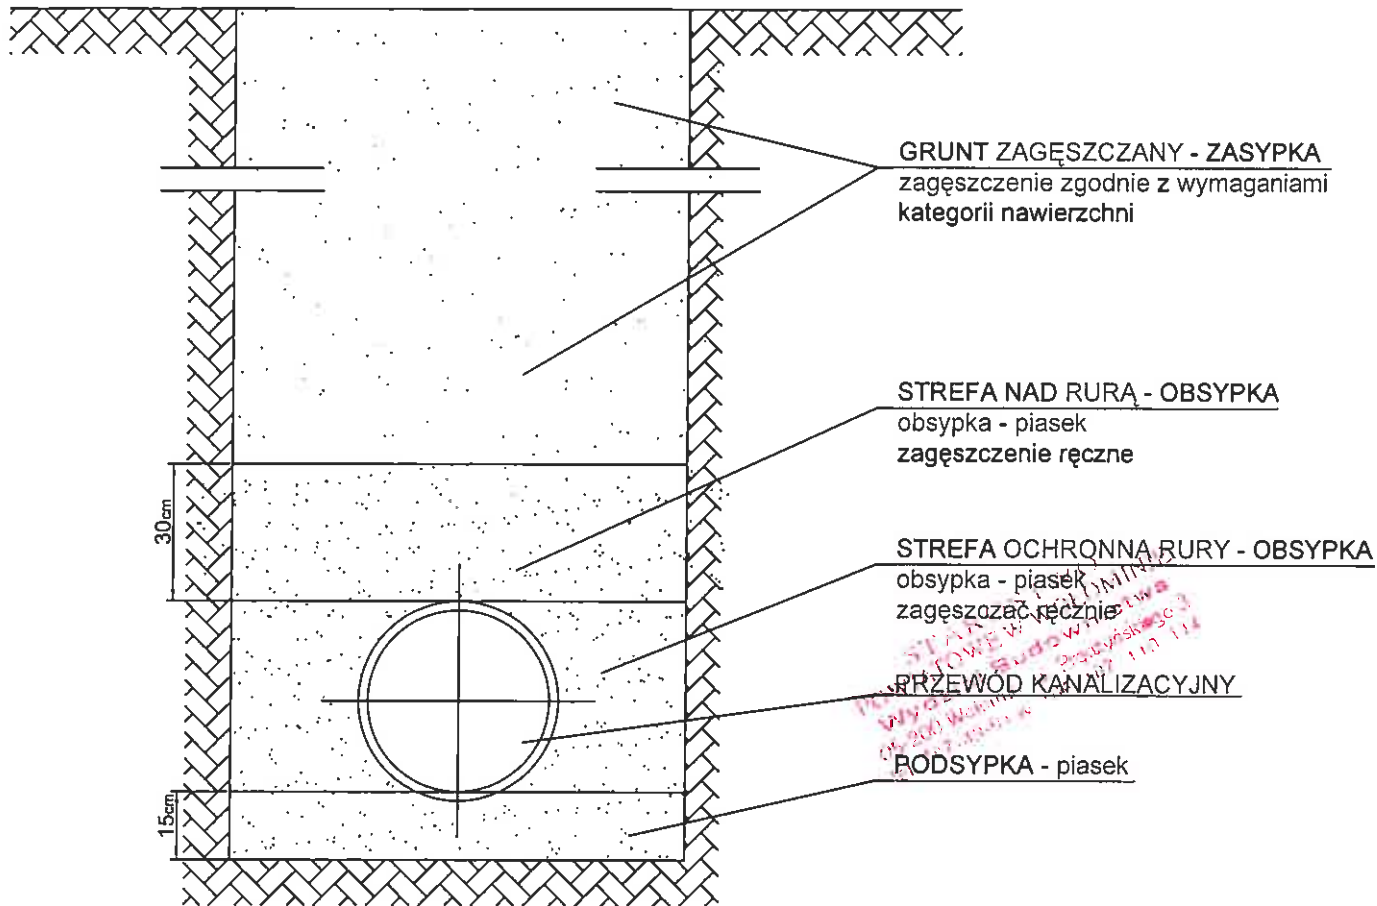 GRUNT ZAGĘSZCZANY - ZASYPKA
zagęszczenie zgodnie z wymaganiami
kategorii nawierzchni
STREFA NAD RURĄ - OBSYPKA
obsypka - piasek
zagęszczenie ręczne
30cm
STREFA OCHRONNA RURY - OBSYPKA
obsypka - piasek
zagęszczać ręcznie
PRZEWÓD KANALIZACYJNY
PODSYPKA - piasek
15cm